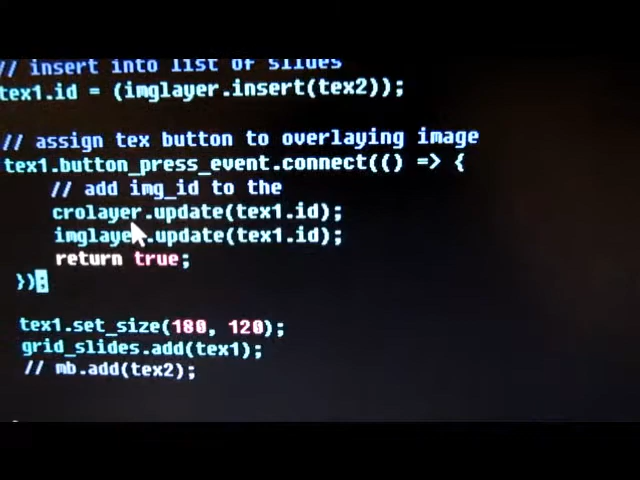 // insert into list of slides
tex1.id = (imglayer.insert(tex2));
// assign tex button to overlaying image
tex1.button_press_event.connect(() => {
// add img_id to the
crolayer.update(tex1.id);
imglayer.update(tex1.id);
return true;
});
tex1.set_size(180, 120);
grid_slides.add(tex1);
// mb.add(tex2);